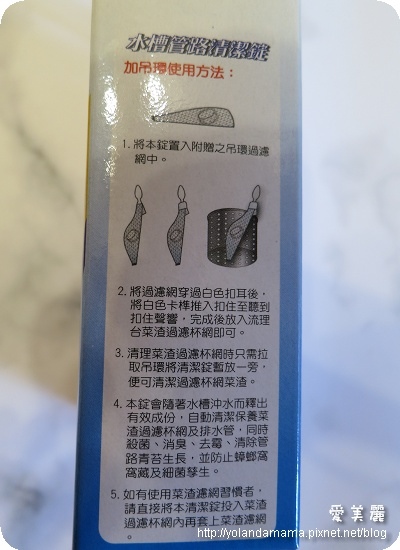 水槽管路清潔錠
加吊環使用方法：
1. 將本錠置入附贈之吊環過濾
網中。
2. 將過濾網穿過白色扣耳後，
將白色卡榫推入扣住至聽到
扣住聲響，完成後放入流理
台菜渣過濾杯網即可。
3. 清理菜渣過濾杯網時只需拉
取吊環將清潔錠暫放一旁，
便可清潔過濾杯網菜渣。
4. 本錠會隨著水槽沖水而釋出
有效成份，自動清潔保養菜
渣過濾杯網及排水管，同時
殺菌、消臭、去霉、清除管
路青苔生長，並防止蟑螂窩
窩藏及細菌孳生。
5. 如有使用菜渣濾網習慣者，
請直接將本清潔錠投入菜渣
過濾杯網內再套上菜渣濾網
愛美麗
http://yolandamama.pixnet.net/blog